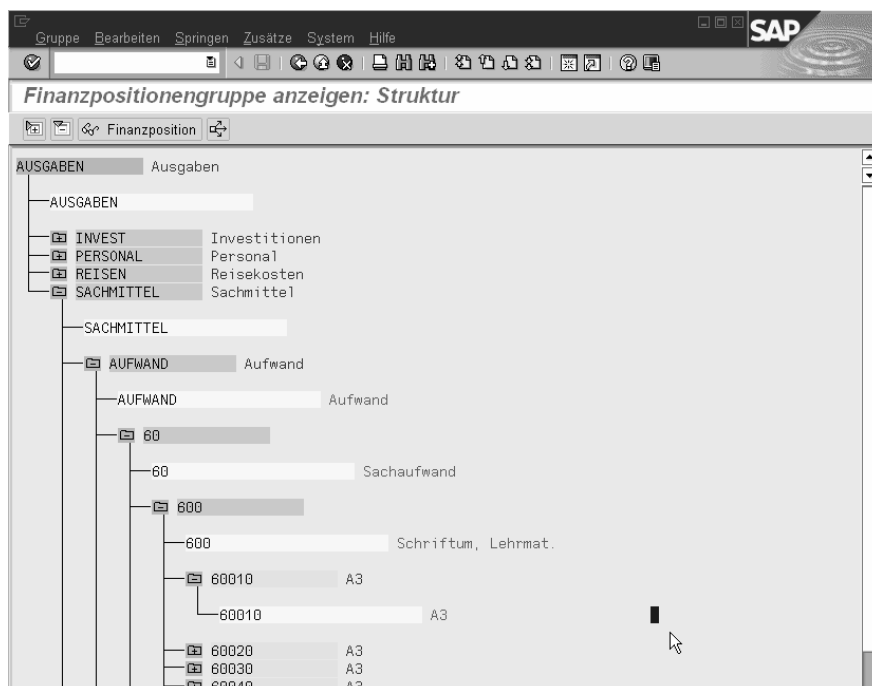 Gruppe Bearbeiten Springen Zusätze System Hilfe
SAP
Finanzpositionengruppe anzeigen: Struktur
Finanzposition
AUSGABEN Ausgaben
AUSGABEN
INVEST Investitionen
PERSONAL Personal
REISEN Reisekosten
SACHMITTEL Sachmittel
SACHMITTEL
AUFWAND Aufwand
AUFWAND Aufwand
60
60 Sachaufwand
600
600 Schriftum, Lehrmat.
60010 A3
60010 A3
60020 A3
60030 A3
60040 A3